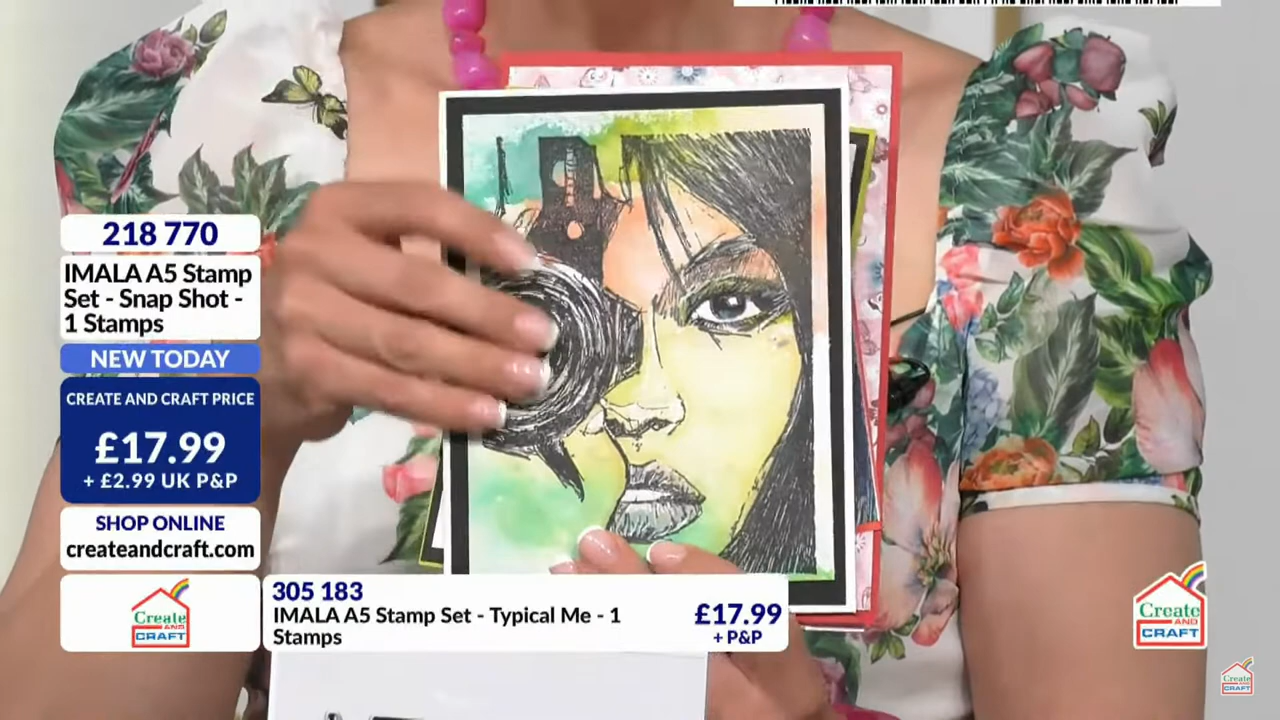 218 770
IMALA A5 Stamp
Set - Snap Shot -
1 Stamps
NEW TODAY
CREATE AND CRAFT PRICE
£17.99
+ £2.99 UK P&P
SHOP ONLINE
createandcraft.com
Create
AND
CRAFT
305 183
IMALA A5 Stamp Set - Typical Me - 1
Stamps
£17.99
+ P&P
Create
AND
CRAFT
Create
AND
CRAFT